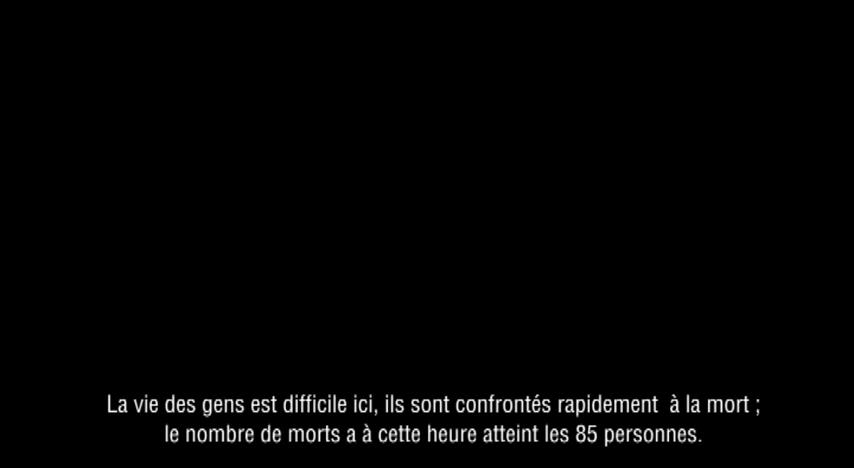 La vie des gens est difficile ici, ils sont confrontés rapidement  à la mort ;
le nombre de morts a à cette heure atteint les 85 personnes.